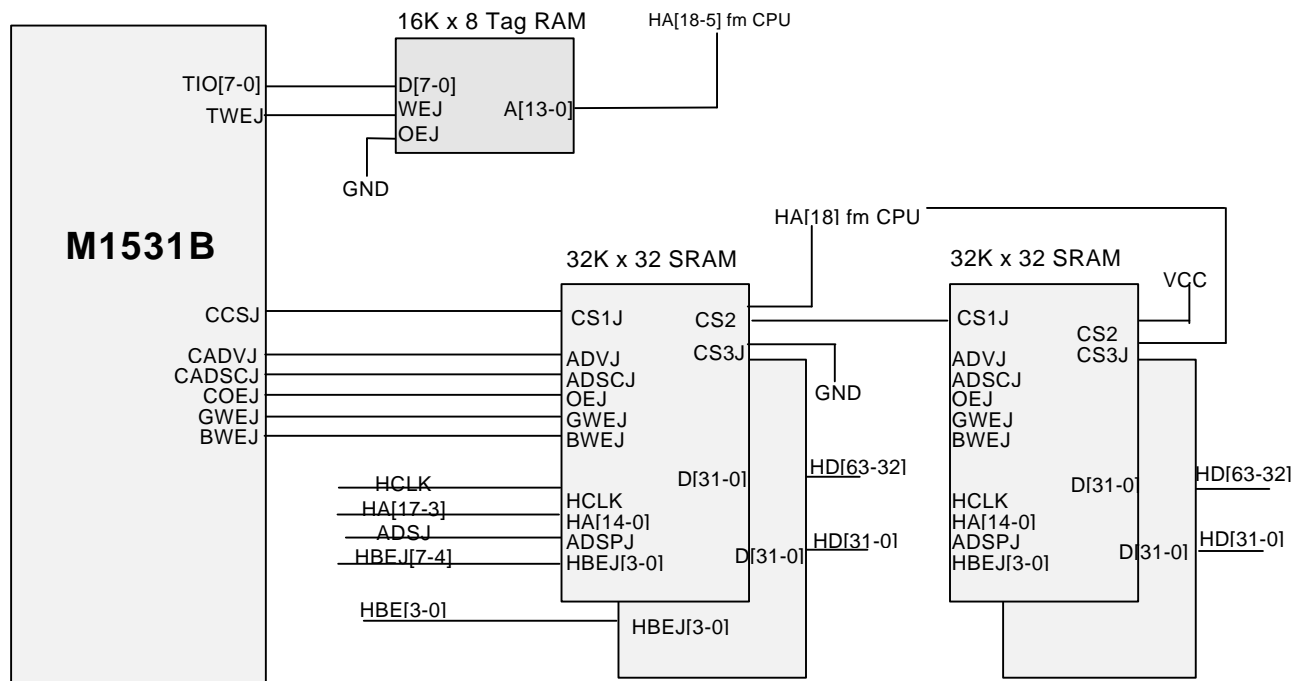 16K x 8 Tag RAM
HA[18-5] fm CPU
TIO[7-0]
TWEJ
D[7-0]
WEJ
OEJ
A[13-0]
GND
M1531B
HA[18] fm CPU
32K x 32 SRAM
32K x 32 SRAM
VCC
CCSJ
CADVJ
CADSCJ
COEJ
GWEJ
BWEJ
CS1J
CS2
CS3J
ADVJ
ADSCJ
OEJ
GWEJ
BWEJ
GND
HCLK
HA[17-3]
ADSJ
HBEJ[7-4]
HBE[3-0]
HCLK
HA[14-0]
ADSPJ
HBEJ[3-0]
D[31-0]
D[31-0]
HBEJ[3-0]
HD[63-32]
HD[31-0]
CS1J
CS2
CS3J
ADVJ
ADSCJ
OEJ
GWEJ
BWEJ
HCLK
HA[14-0]
ADSPJ
HBEJ[3-0]
D[31-0]
D[31-0]
HD[63-32]
HD[31-0]